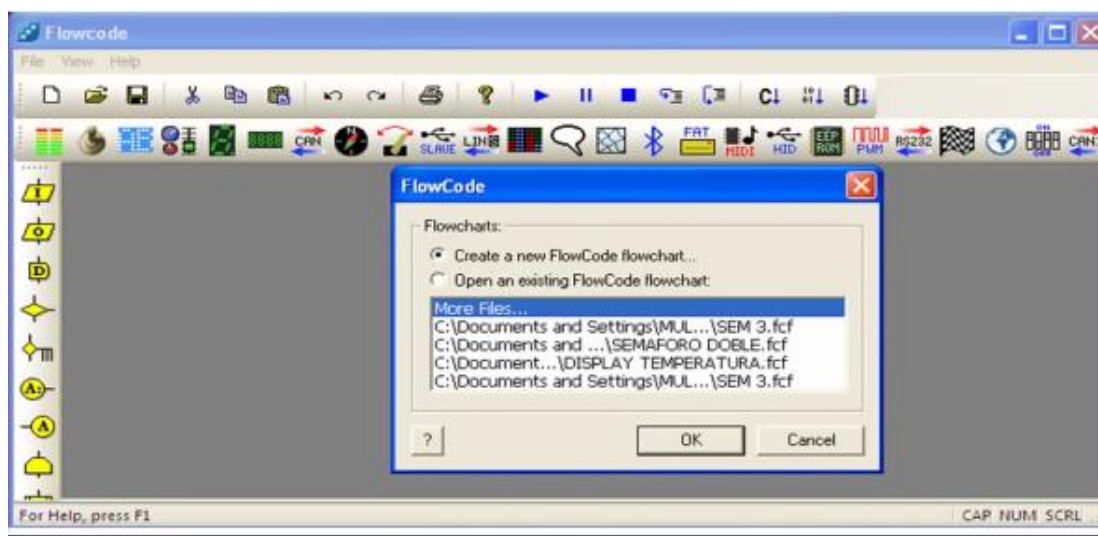 Flowcode
File View Help
C↓
CAN
SLAVE
LIN
FAT
MIDI
HID
EEP
ROM
PWM
RS232
CAN
I
O
D
m
A:
A
FlowCode
Flowcharts:
Create a new FlowCode flowchart...
Open an existing FlowCode flowchart:
More Files...
C:\Documents and Settings\MUL...\SEM 3.fcf
C:\Documents and ...\SEMAFORO DOBLE.fcf
C:\Document...\DISPLAY TEMPERATURA.fcf
C:\Documents and Settings\MUL...\SEM 3.fcf
? OK Cancel
For Help, press F1 CAP NUM SCRL